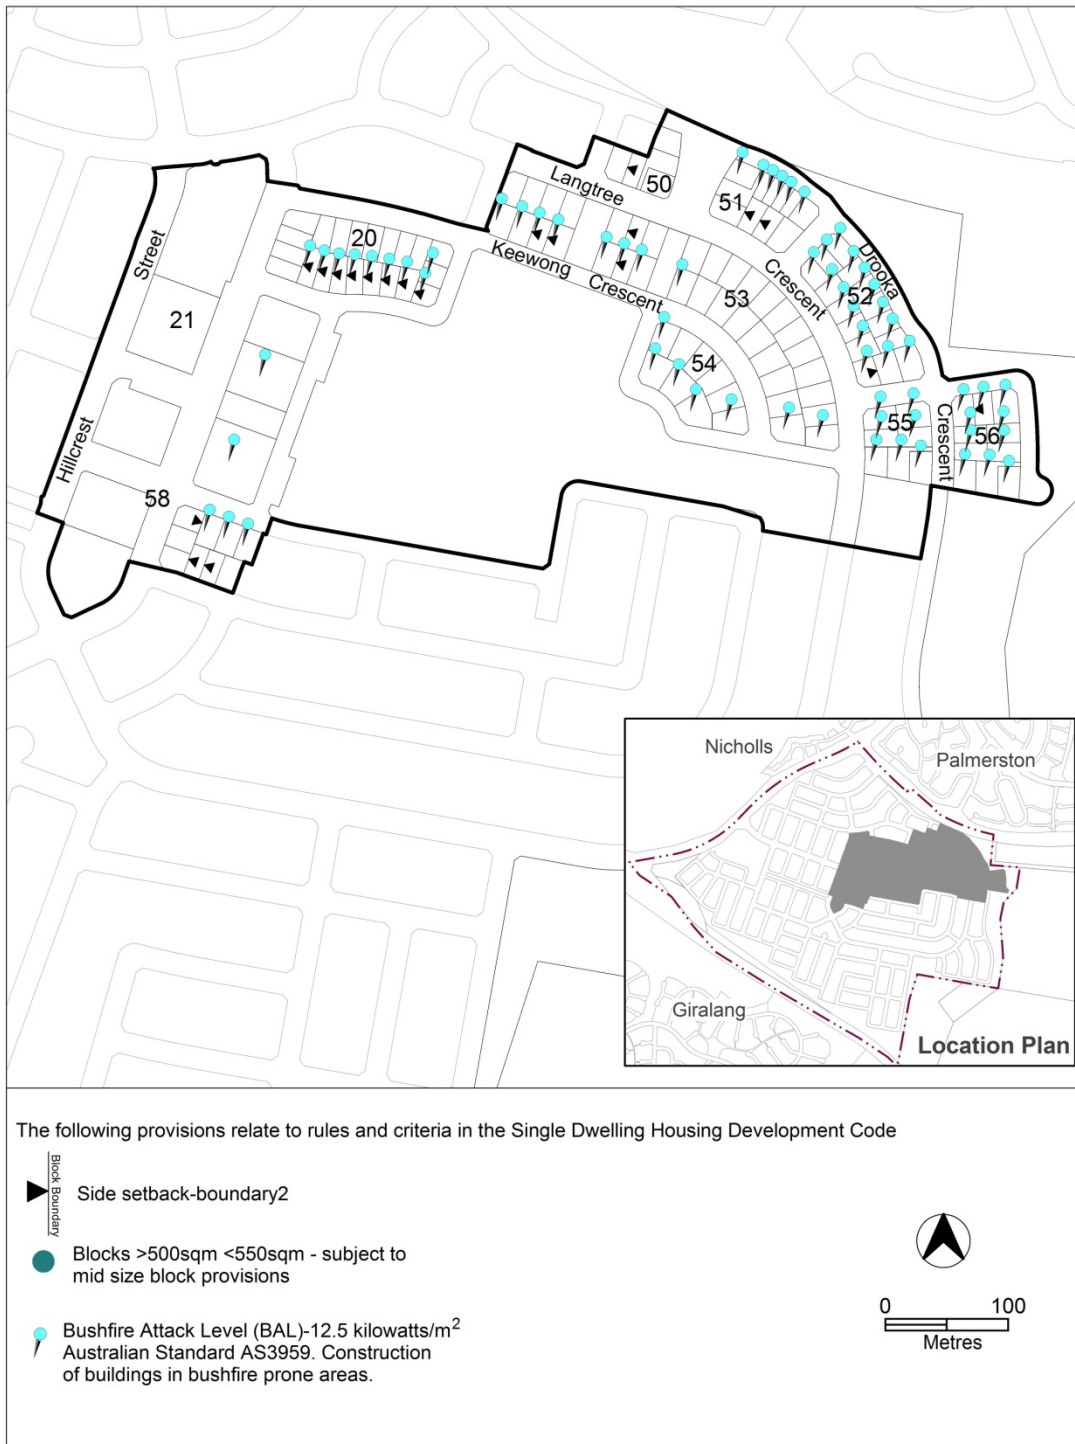 50
Langtree
51
20
Keewong
Crescent
Drooka
Street
Crescent
52
53
21
54
55
Crescent
56
Hillcrest
58
Nicholls
Palmerston
Giralang
Location Plan
The following provisions relate to rules and criteria in the Single Dwelling Housing Development Code
Block Boundary
Side setback-boundary2
Blocks >500sqm <550sqm - subject to
mid size block provisions
Bushfire Attack Level (BAL)-12.5 kilowatts/m²
Australian Standard AS3959. Construction
of buildings in bushfire prone areas.
0 100
Metres